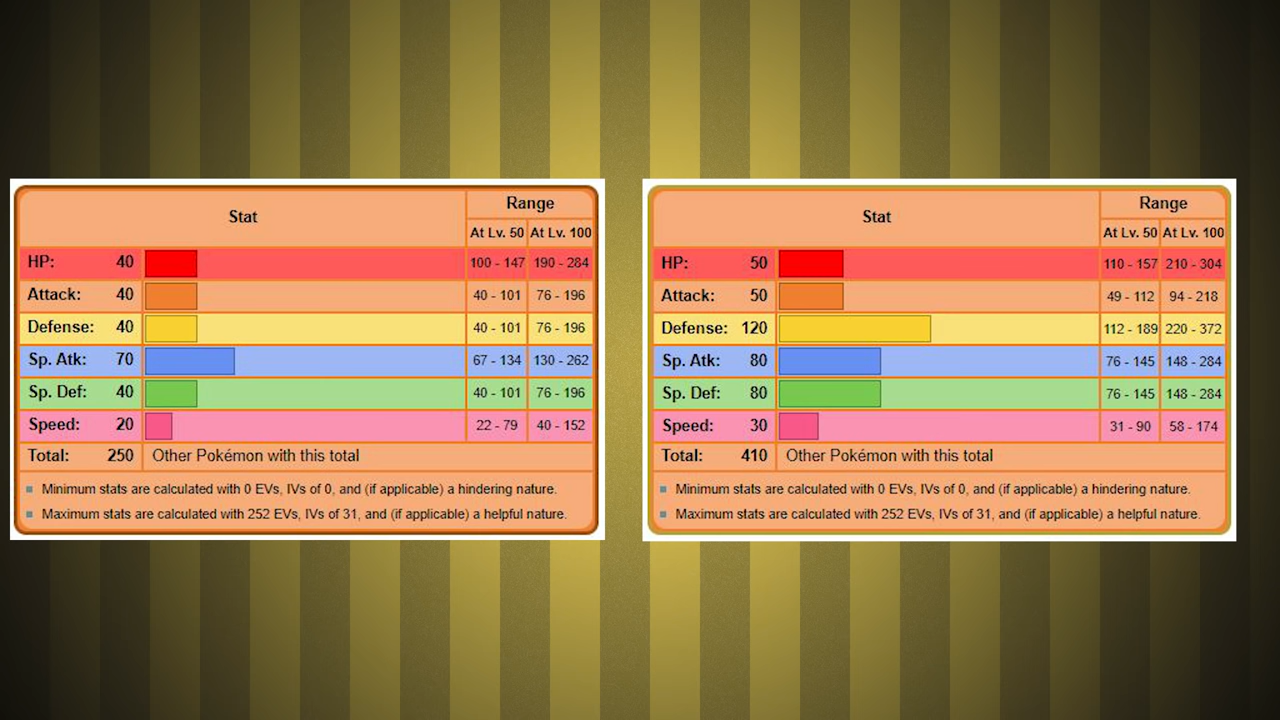 Stat Range
At Lv. 50 At Lv. 100
HP: 40 100 - 147 190 - 284
Attack: 40 40 - 101 76 - 196
Defense: 40 40 - 101 76 - 196
Sp. Atk: 70 67 - 134 130 - 262
Sp. Def: 40 40 - 101 76 - 196
Speed: 20 22 - 79 40 - 152
Total: 250 Other Pokémon with this total
Minimum stats are calculated with 0 EVs, IVs of 0, and (if applicable) a hindering nature.
Maximum stats are calculated with 252 EVs, IVs of 31, and (if applicable) a helpful nature.
Stat Range
At Lv. 50 At Lv. 100
HP: 50 110 - 157 210 - 304
Attack: 50 49 - 112 94 - 218
Defense: 120 112 - 189 220 - 372
Sp. Atk: 80 76 - 145 148 - 284
Sp. Def: 80 76 - 145 148 - 284
Speed: 30 31 - 90 58 - 174
Total: 410 Other Pokémon with this total
Minimum stats are calculated with 0 EVs, IVs of 0, and (if applicable) a hindering nature.
Maximum stats are calculated with 252 EVs, IVs of 31, and (if applicable) a helpful nature.